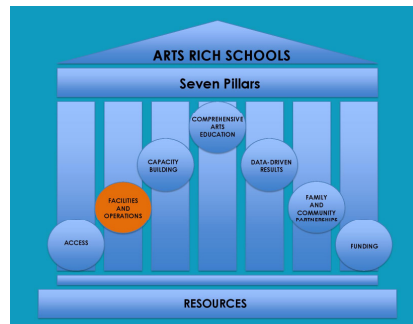 ARTS RICH SCHOOLS
Seven Pillars
COMPREHENSIVE
ARTS
EDUCATION
CAPACITY
BUILDING
DATA-DRIVEN
RESULTS
FACILITIES
AND
OPERATIONS
FAMILY
AND
COMMUNITY
PARTNERSHIPS
ACCESS
FUNDING
RESOURCES